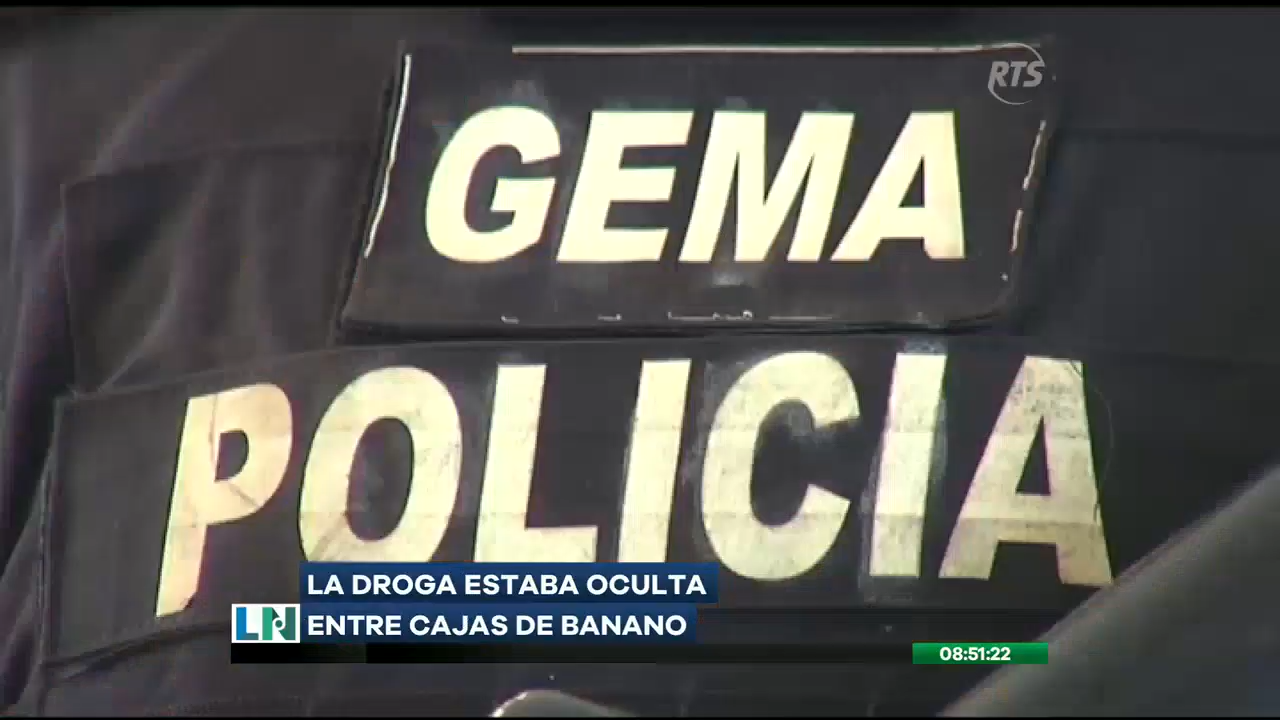 RTS
GEMA
POLICIA
LA DROGA ESTABA OCULTA
LN ENTRE CAJAS DE BANANO
08:51:22